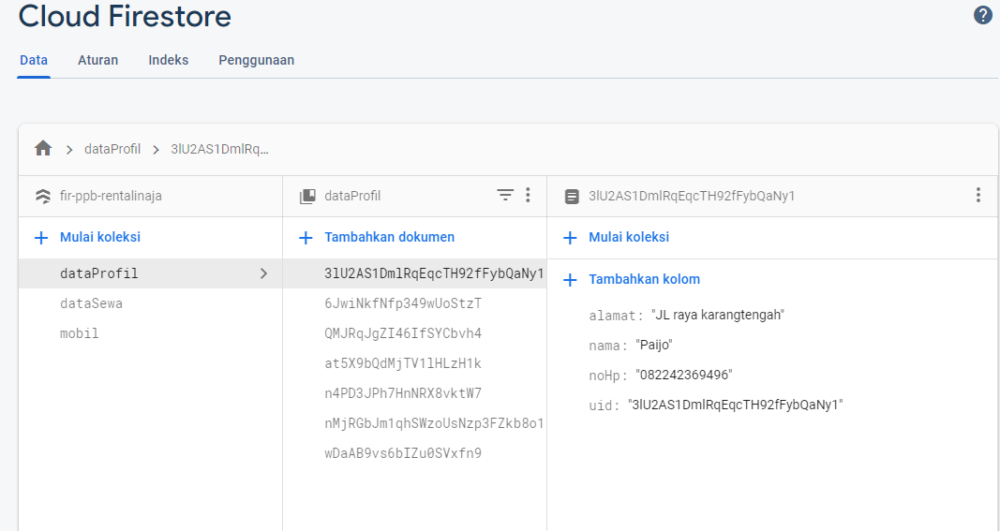 Cloud Firestore
?
Data Aturan Indeks Penggunaan
dataProfil 3lU2AS1DmlRq...
fir-ppb-rentalinaja
Mulai koleksi
dataProfil
dataSewa
mobil
dataProfil
Tambahkan dokumen
3lU2AS1DmlRqEqcTH92fFybQaNy1
6JwiNkfNfp349wUoStzT
QMJRqJgZI46IfSYCbvh4
at5X9bQdMjTV1lHLzH1k
n4PD3JPh7HnNRX8vktW7
nMjRGbJm1qhSWzoUsNzp3FZkb8o1
wDaAB9vs6bIZu0SVxfn9
3lU2AS1DmlRqEqcTH92fFybQaNy1
Mulai koleksi
Tambahkan kolom
alamat: "JL raya karangtengah"
nama: "Paijo"
noHp: "082242369496"
uid: "3lU2AS1DmlRqEqcTH92fFybQaNy1"